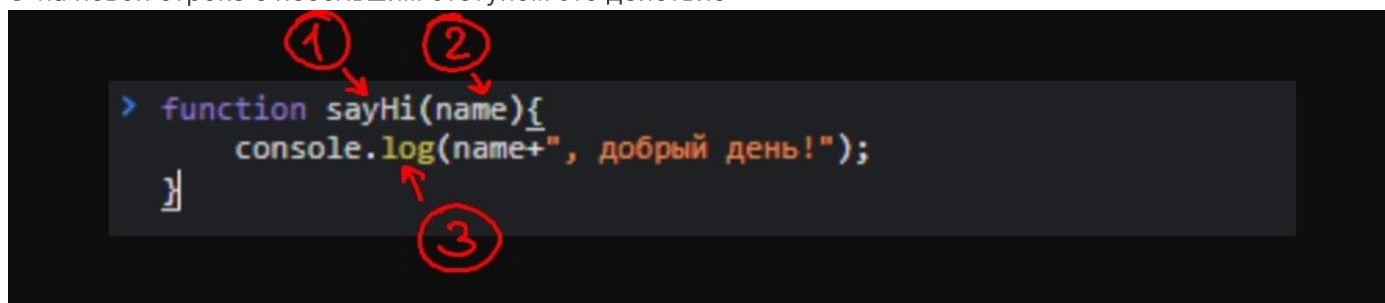 1 2
> function sayHi(name){
console.log(name+", добрый день!");
}
3